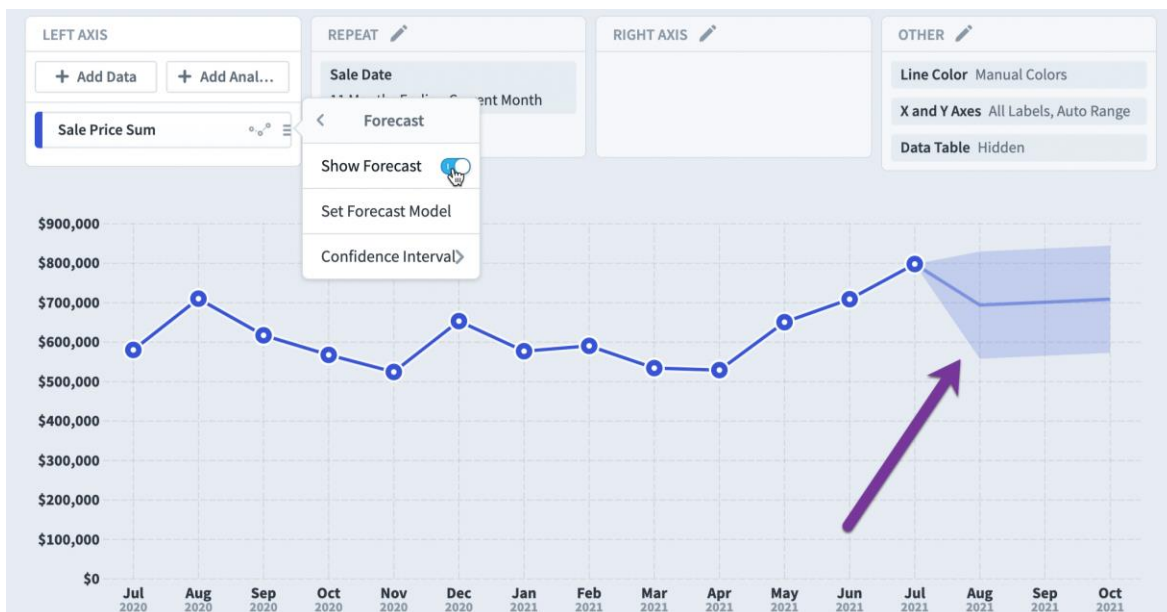 LEFT AXIS
REPEAT
RIGHT AXIS
OTHER
+ Add Data
+ Add Anal...
Sale Date
Line Color Manual Colors
Month
X and Y Axes All Labels, Auto Range
Sale Price Sum
Data Table Hidden
Forecast
Show Forecast
Set Forecast Model
Confidence Interval
$900,000
$800,000
$700,000
$600,000
$500,000
$400,000
$300,000
$200,000
$100,000
$0
Jul Aug Sep Oct Nov Dec Jan Feb Mar Apr May Jun Jul Aug Sep Oct
2020 2020 2020 2020 2020 2020 2021 2021 2021 2021 2021 2021 2021 2021 2021 2021